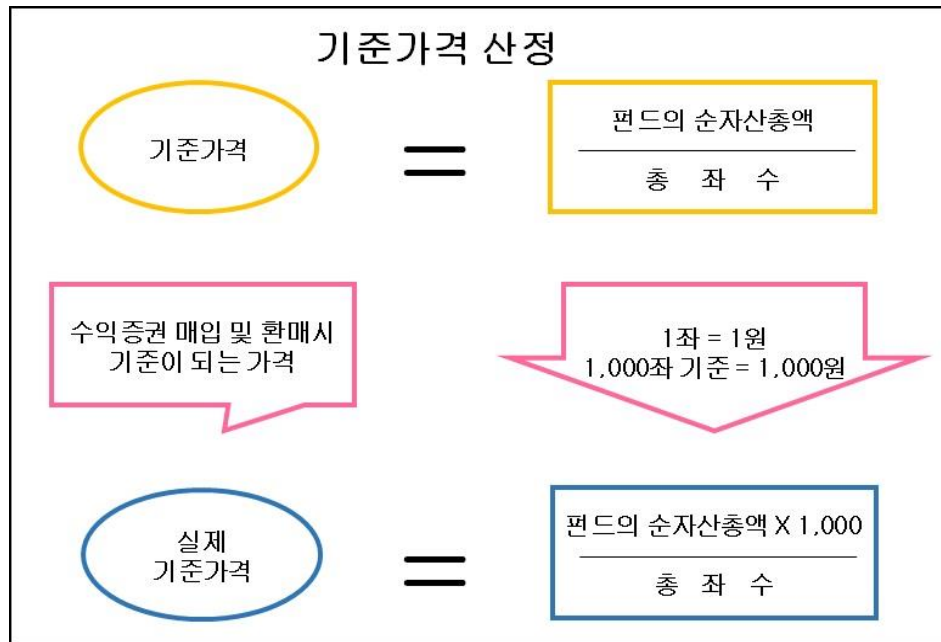 기준가격 산정
기준가격
=
펀드의 순자산총액
총 좌 수
수익증권 매입 및 환매시
기준이 되는 가격
1좌 = 1원
1,000좌 기준 = 1,000원
실제
기준가격
=
펀드의 순자산총액 X 1,000
총 좌 수